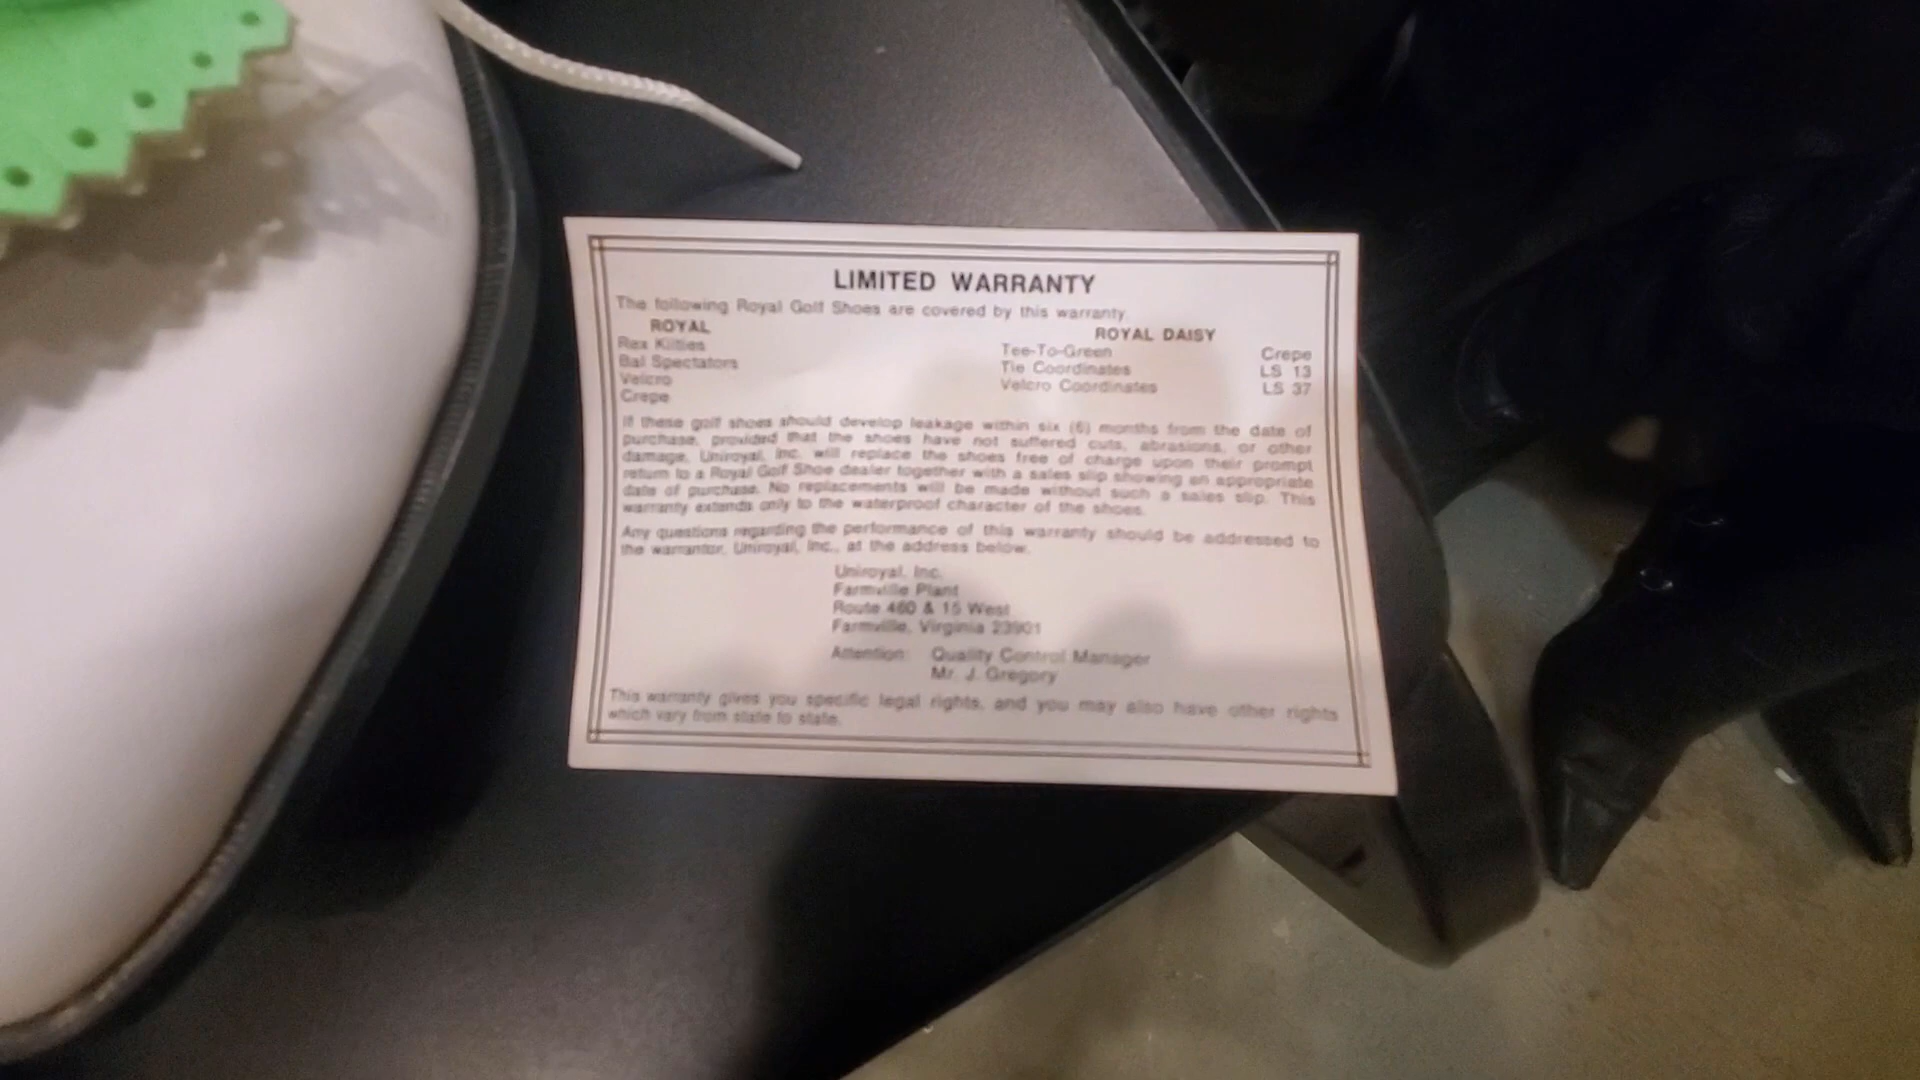 LIMITED WARRANTY
The following Royal Golf Shoes are covered by this warranty.
ROYAL ROYAL DAISY
Rex Kilties Tee-To-Green Crepe
Bal Spectators Tie Coordinates LS 13
Velcro Velcro Coordinates LS 37
Crepe
If these golf shoes should develop leakage within six (6) months from the date of
purchase, provided that the shoes have not suffered cuts, abrasions, or other
damage, Uniroyal, Inc. will replace the shoes free of charge upon their prompt
return to a Royal Golf Shoe dealer together with a sales slip showing an appropriate
date of purchase. No replacements will be made without such a sales slip. This
warranty extends only to the waterproof character of the shoes.
Any questions regarding the performance of this warranty should be addressed to
the warrantor, Uniroyal, Inc., at the address below.
Uniroyal, Inc.
Farmville Plant
Route 460 & 15 West
Farmville, Virginia 23901
Attention: Quality Control Manager
Mr. J. Gregory
This warranty gives you specific legal rights, and you may also have other rights
which vary from state to state.